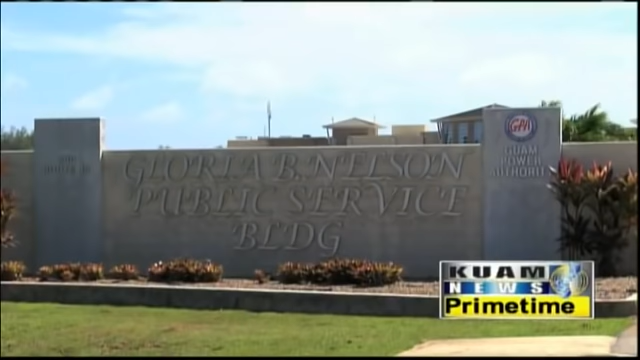 GLORIA B. NELSON
PUBLIC SERVICE
BLDG
GPA
GUAM
POWER
AUTHORITY
KUAM
NEWS
Primetime